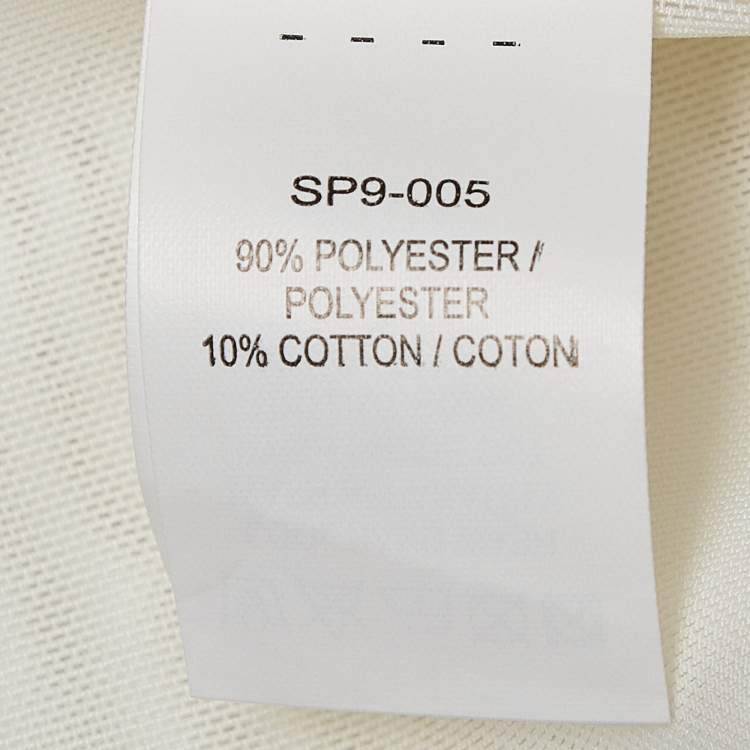 SP9-005
90% POLYESTER /
POLYESTER
10% COTTON / COTON